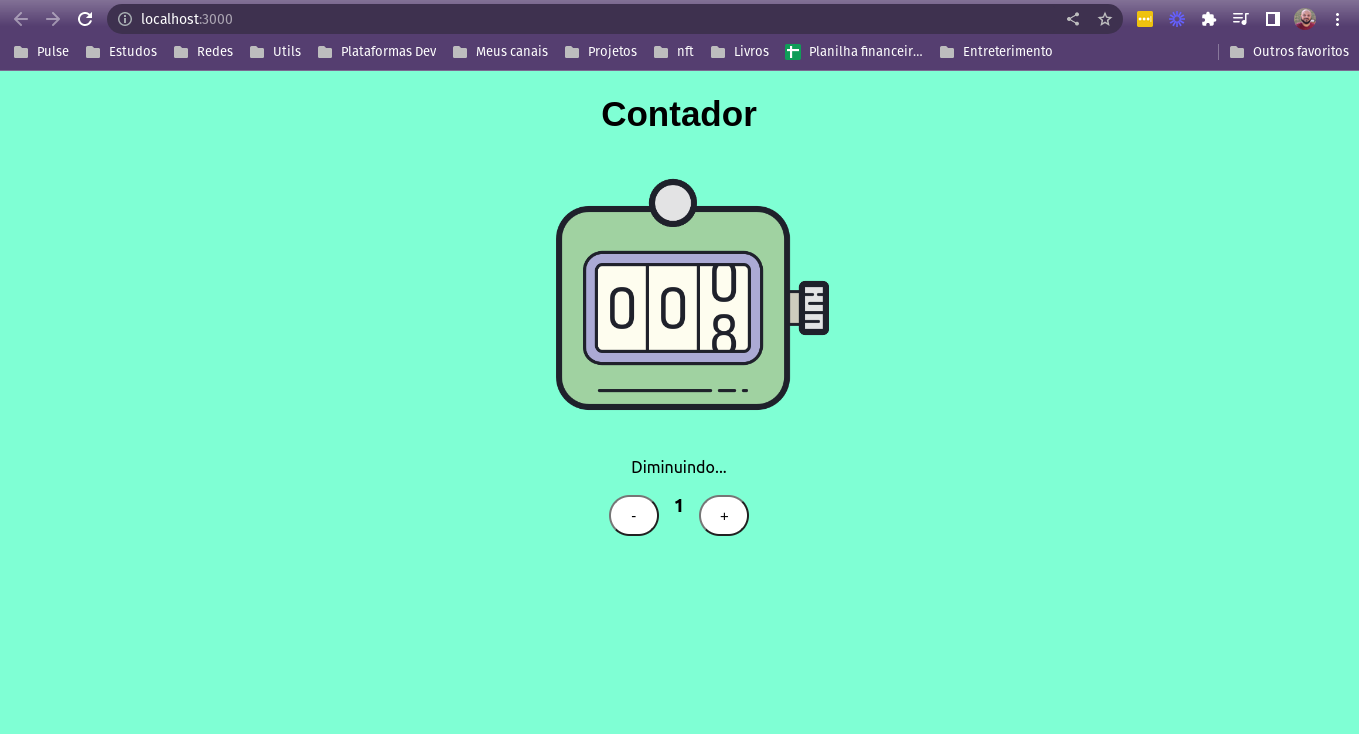 localhost:3000
Pulse Estudos Redes Utils Plataformas Dev Meus canais Projetos nft Livros Planilha financeir... Entreterimento Outros favoritos
Contador
0 0 0
8
Diminuindo...
- 1 +